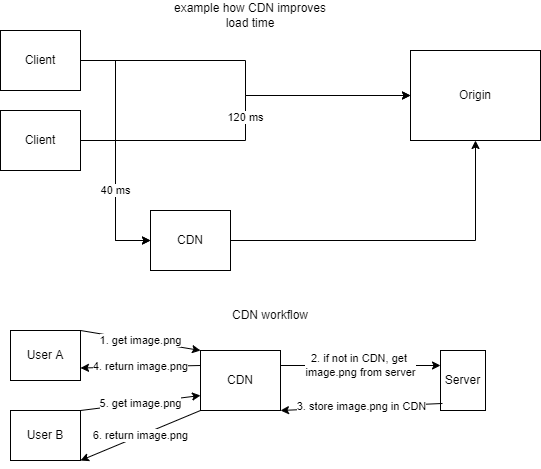 example how CDN improves
load time
Client
Origin
Client
120 ms
40 ms
CDN
CDN workflow
1. get image.png
User A
4. return image.png
2. if not in CDN, get
image.png from server
CDN
Server
5. get image.png
3. store image.png in CDN
User B
6. return image.png